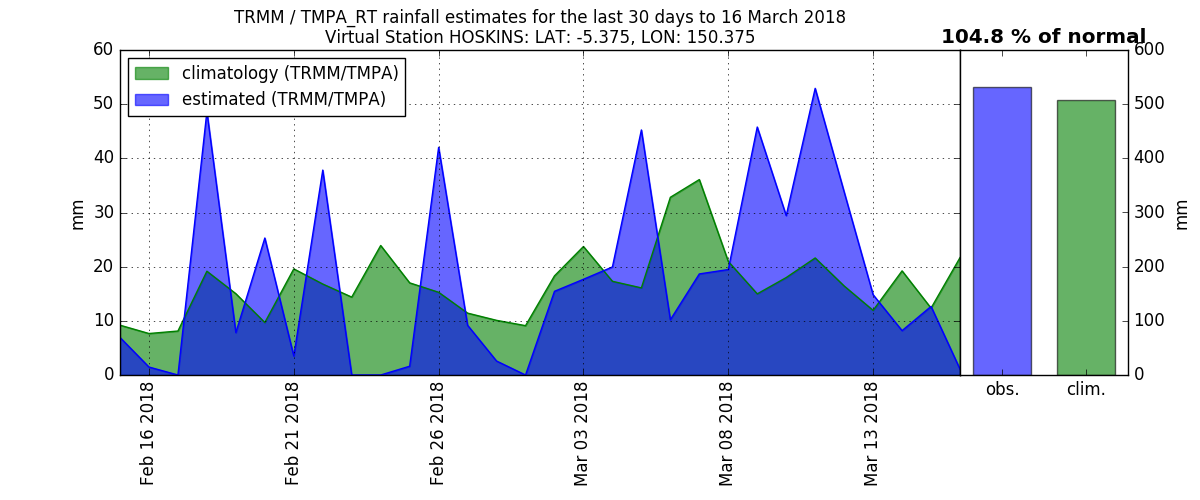 TRMM / TMPA_RT rainfall estimates for the last 30 days to 16 March 2018
Virtual Station HOSKINS: LAT: -5.375, LON: 150.375
104.8 % of normal
climatology (TRMM/TMPA)
estimated (TRMM/TMPA)
60
50
40
30
20
10
0
mm
Feb 16 2018
Feb 21 2018
Feb 26 2018
Mar 03 2018
Mar 08 2018
Mar 13 2018
obs.
clim.
600
500
400
300
200
100
0
mm